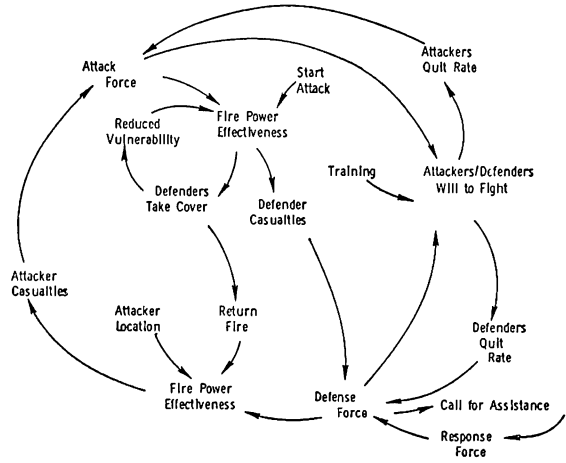 Attackers
Quit Rate
Attack
Force
Start
Attack
Fire Power
Effectiveness
Reduced
Vulnerability
Training
Attackers/Defenders
Will to Fight
Defenders
Take Cover
Defender
Casualties
Attacker
Casualties
Attacker
Location
Return
Fire
Defenders
Quit
Rate
Fire Power
Effectiveness
Defense
Force
Call for Assistance
Response
Force